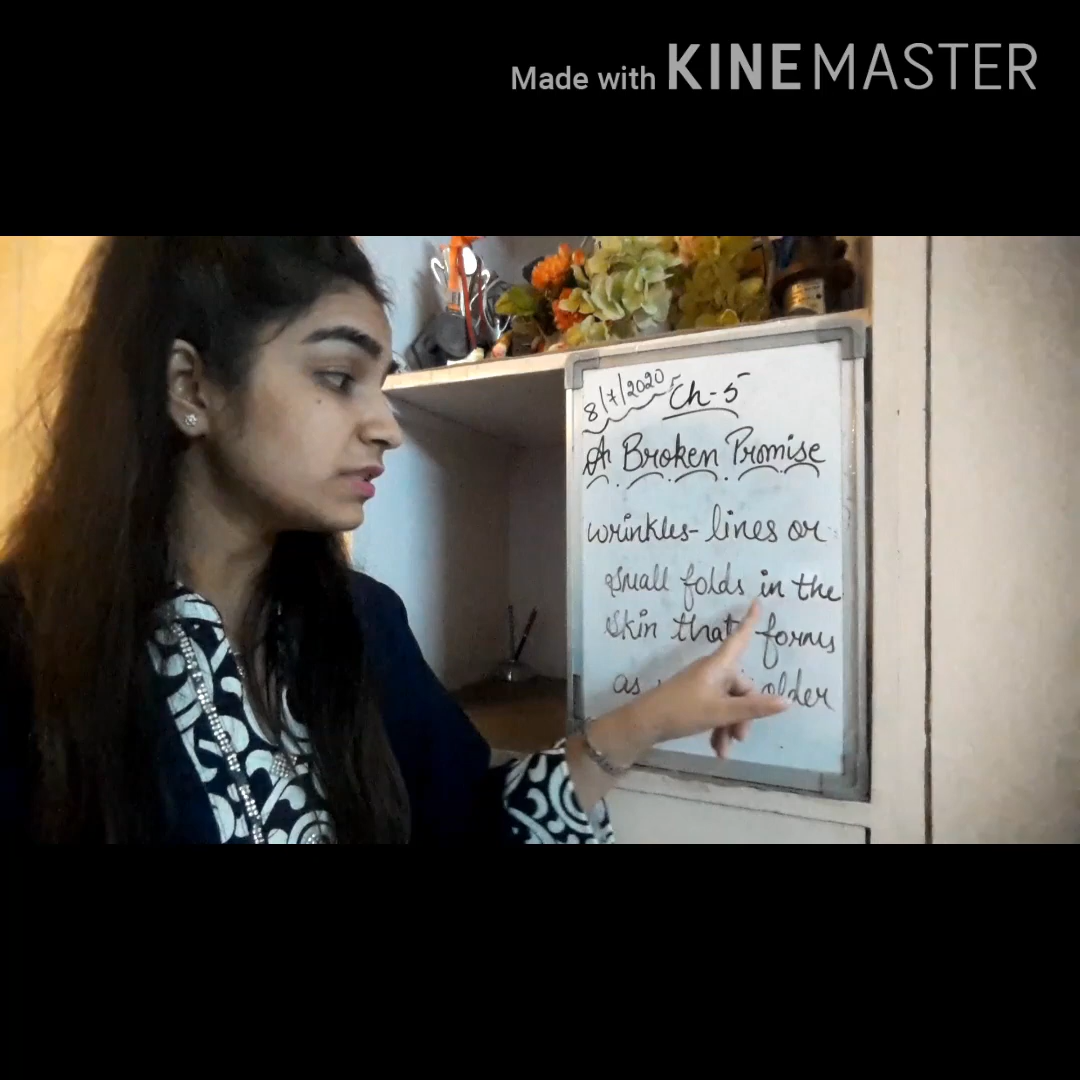 Made with KINEMASTER
8/7/2020 Ch-5
A Broken Promise
wrinkles- lines or
small folds in the
skin that forms
as older